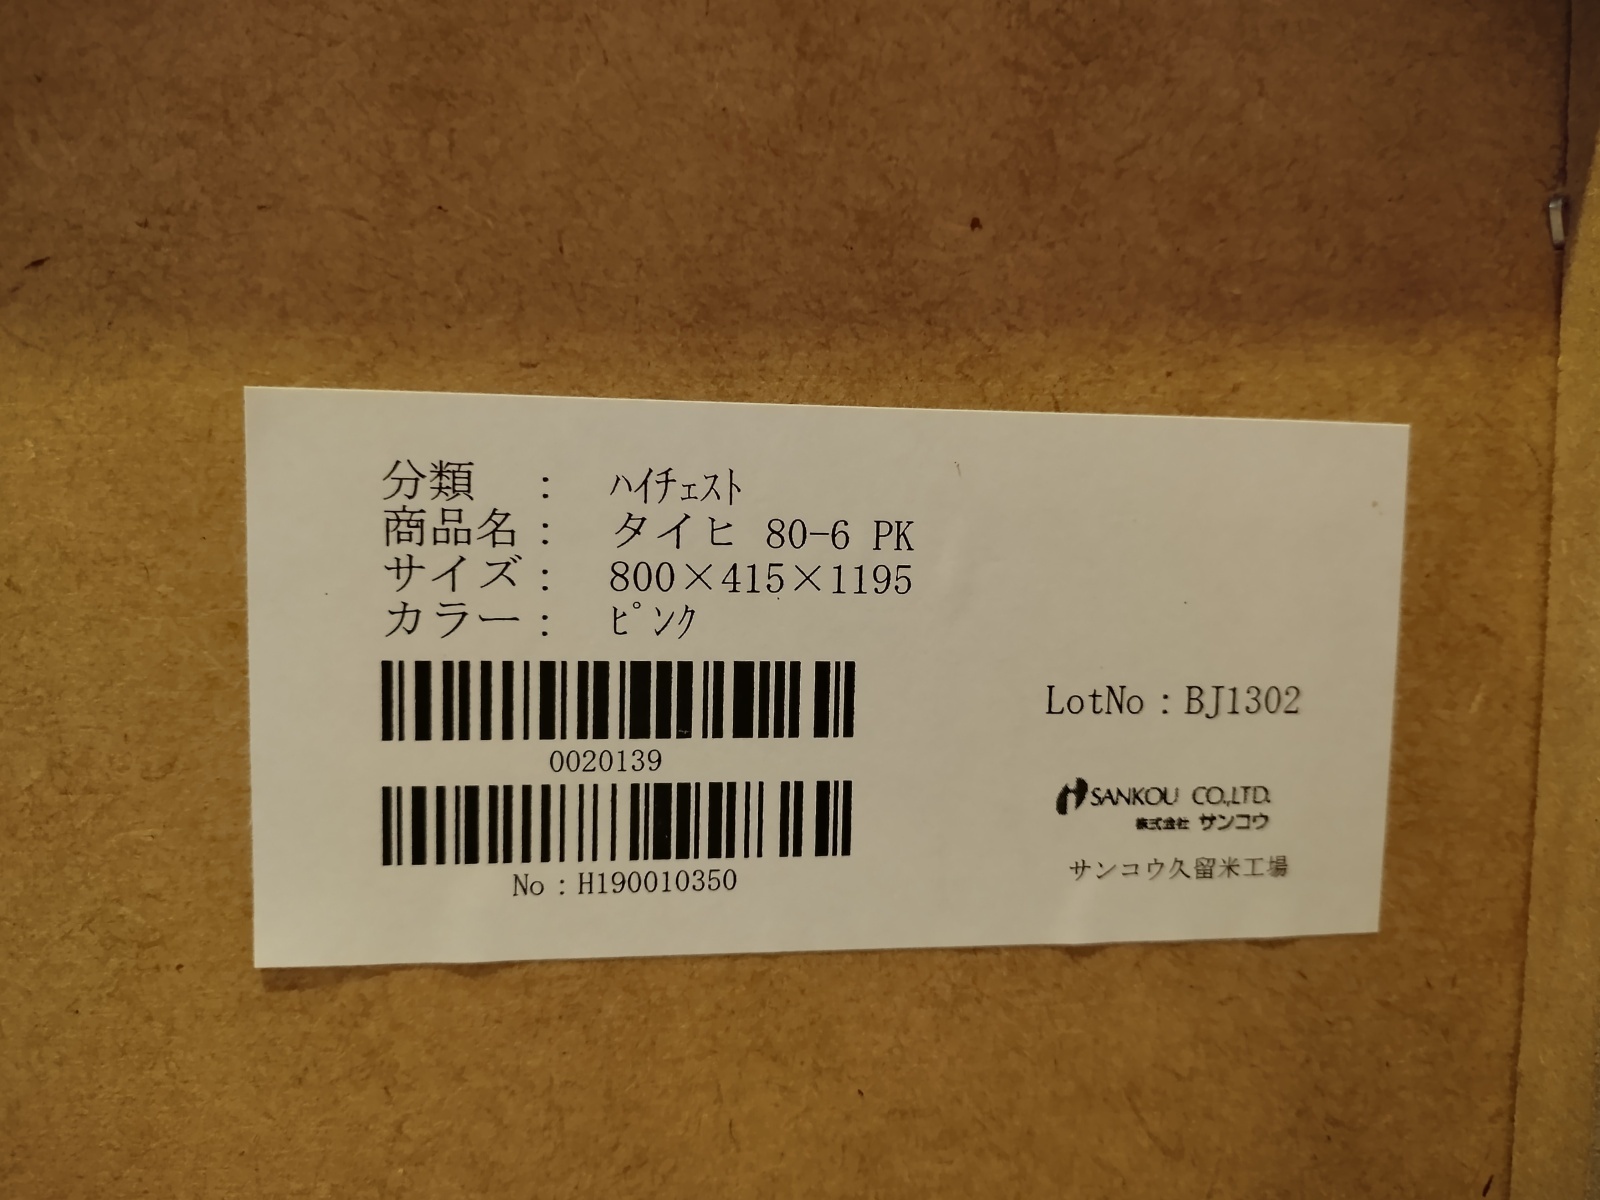 分類　：　ﾊｲﾁｪｽﾄ
商品名：　タイヒ 80-6 PK
サイズ：　800×415×1195
カラー：　ﾋﾟﾝｸ
0020139
No：H190010350
LotNo：BJ1302
SANKOU CO.,LTD.
株式会社 サンコウ
サンコウ久留米工場